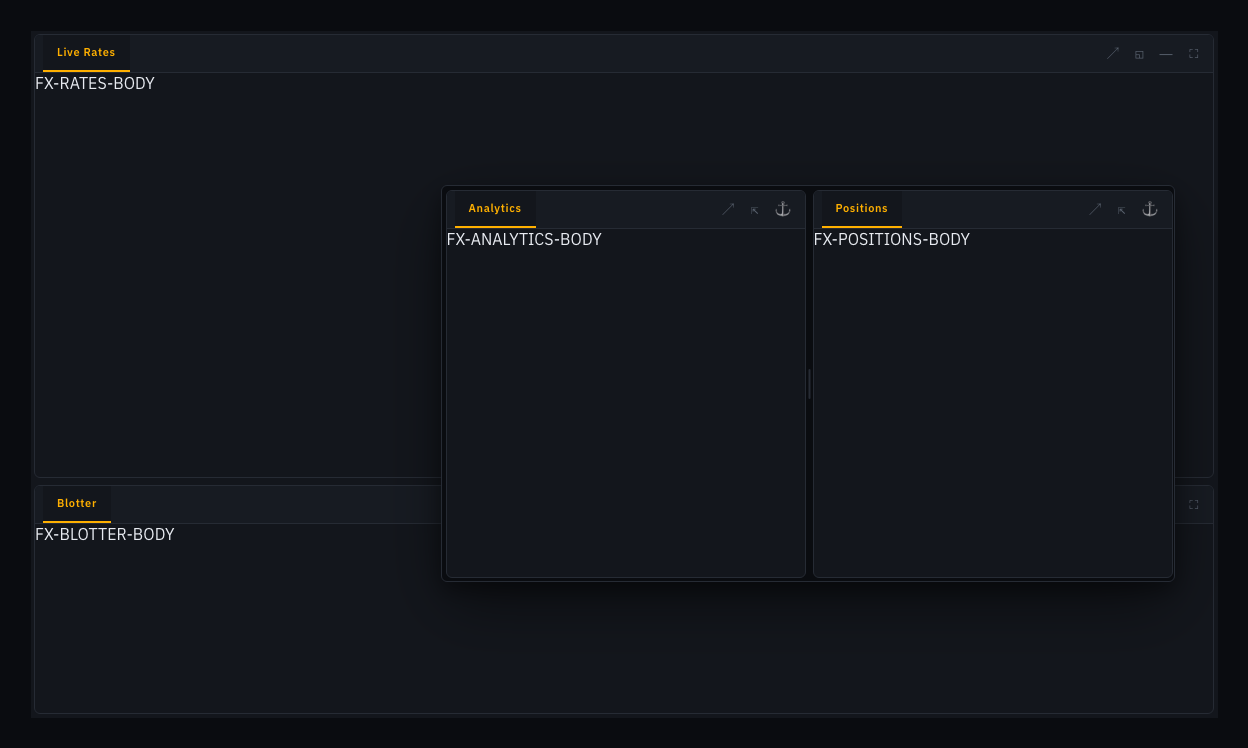 Live Rates
FX-RATES-BODY
Analytics
FX-ANALYTICS-BODY
Positions
FX-POSITIONS-BODY
Blotter
FX-BLOTTER-BODY